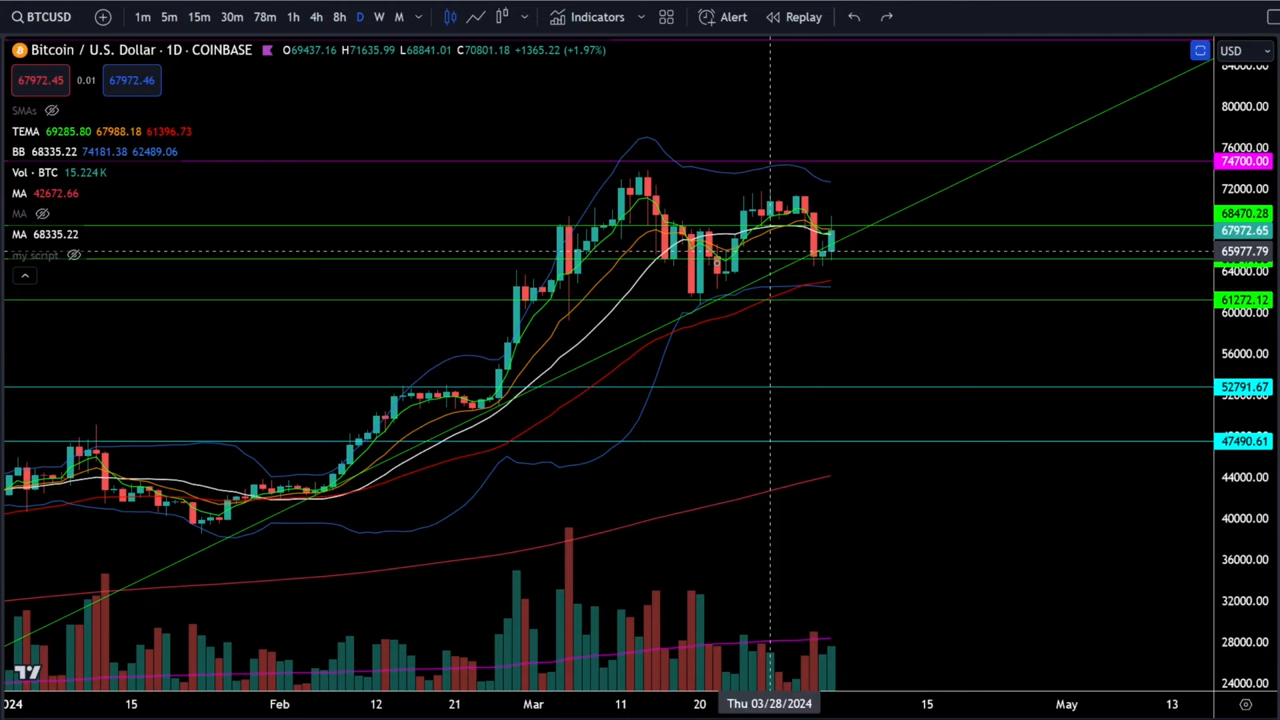 BTCUSD 1m 5m 15m 30m 78m 1h 4h 8h D W M Indicators Alert Replay
Bitcoin / U.S. Dollar · 1D · COINBASE O69437.16 H71635.99 L68841.01 C70801.18 +1365.22 (+1.97%) USD
67972.45 0.01 67972.46
SMAs
TEMA 69285.80 67988.18 61396.73
BB 68335.22 74181.38 62489.06
Vol · BTC 15.224K
MA 42672.66
MA
MA 68335.22
my script
84000.00
80000.00
76000.00
74700.00
72000.00
68470.28
67972.65
65977.79
64000.00
61272.12
60000.00
56000.00
52791.67
52000.00
47490.61
44000.00
40000.00
36000.00
32000.00
28000.00
24000.00
2024 15 Feb 12 21 Mar 11 20 Thu 03/28/2024 15 May 13